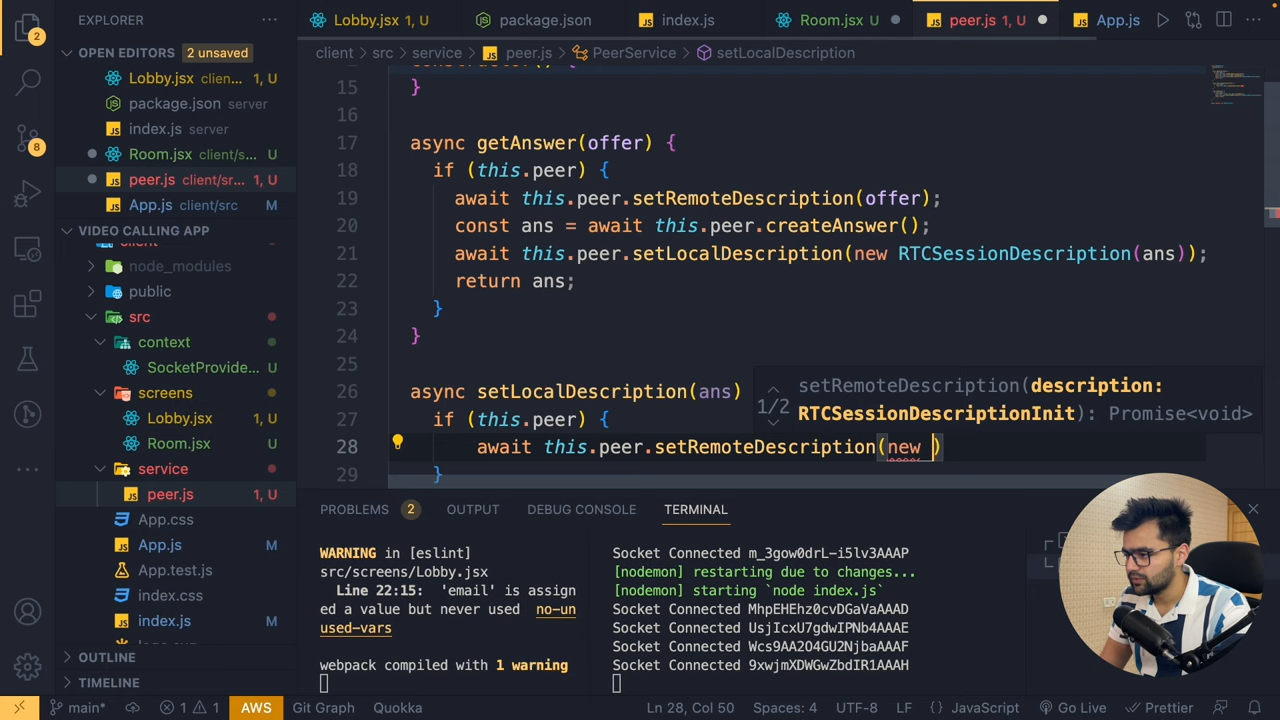 EXPLORER
Lobby.jsx 1, U
package.json
index.js
Room.jsx U
peer.js 1, U
App.js
OPEN EDITORS 2 unsaved
client
src
service
peer.js
PeerService
setLocalDescription
Lobby.jsx clien... 1, U
package.json server
index.js server
Room.jsx client/s... U
peer.js client/sr... 1, U
App.js client/src M
VIDEO CALLING APP
client
node_modules
public
src
context
SocketProvide... U
screens
Lobby.jsx 1, U
Room.jsx U
service
peer.js 1, U
App.css
App.js M
App.test.js
index.css
index.js M
OUTLINE
TIMELINE
2
8
constructor() {
15 }
16
17 async getAnswer(offer) {
18 if (this.peer) {
19 await this.peer.setRemoteDescription(offer);
20 const ans = await this.peer.createAnswer();
21 await this.peer.setLocalDescription(new RTCSessionDescription(ans));
22 return ans;
23 }
24 }
25
26 async setLocalDescription(ans)
27 if (this.peer) {
28 await this.peer.setRemoteDescription(new )
29 }
setRemoteDescription(description:
1/2 RTCSessionDescriptionInit): Promise<void>
PROBLEMS 2 OUTPUT DEBUG CONSOLE TERMINAL
WARNING in [eslint]
src/screens/Lobby.jsx
Line 22:15: 'email' is assign
ed a value but never used no-un
used-vars
webpack compiled with 1 warning
Socket Connected m_3gow0drL-i5lv3AAAP
[nodemon] restarting due to changes...
[nodemon] starting `node index.js`
Socket Connected MhpEHEhz0cvDGaVaAAAD
Socket Connected UsjIcxU7gdwIPNb4AAAE
Socket Connected Wcs9AA2O4GU2NjbaAAAF
Socket Connected 9xwjmXDWGwZbdIR1AAAH
main* 1 1 AWS Git Graph Quokka Ln 28, Col 50 Spaces: 4 UTF-8 LF {} JavaScript Go Live Prettier